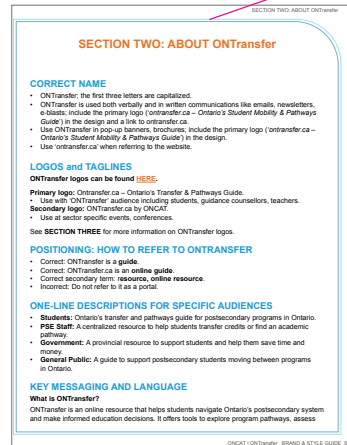 SECTION TWO: ABOUT ONTransfer
SECTION TWO: ABOUT ONTransfer
CORRECT NAME
• ONTransfer; the first three letters are capitalized.
• ONTransfer is used both verbally and in written communications like emails, newsletters,
e-blasts; include the primary logo (‘ontransfer.ca – Ontario's Student Mobility & Pathways
Guide’) in the design and a link to ontransfer.ca.
• Use ONTransfer in pop-up banners, brochures; include the primary logo (‘ontransfer.ca –
Ontario's Student Mobility & Pathways Guide’) in the design.
• Use ‘ontransfer.ca’ when referring to the website.
LOGOS and TAGLINES
ONTransfer logos can be found HERE.
Primary logo: Ontransfer.ca – Ontario's Transfer & Pathways Guide.
• Use with ‘ONTransfer’ audience including students, guidance counsellors, teachers.
Secondary logo: ONTransfer.ca by ONCAT.
• Use at sector specific events, conferences.
See SECTION THREE for more information on ONTransfer logos.
POSITIONING: HOW TO REFER TO ONTRANSFER
• Correct: ONTransfer is a guide.
• Correct: ONTransfer.ca is an online guide.
• Correct secondary term: resource, online resource.
• Incorrect: Do not refer to it as a portal.
ONE-LINE DESCRIPTIONS FOR SPECIFIC AUDIENCES
• Students: Ontario's transfer and pathways guide for postsecondary programs in Ontario.
• PSE Staff: A centralized resource to help students transfer credits or find an academic
pathway.
• Government: A provincial resource to support students and help them save time and
money.
• General Public: A guide to support postsecondary students moving between programs
in Ontario.
KEY MESSAGING AND LANGUAGE
What is ONTransfer?
ONTransfer is an online resource that helps students navigate Ontario's postsecondary system
and make informed education decisions. It offers tools to explore program pathways, assess
ONCAT I ONTransfer BRAND & STYLE GUIDE 6